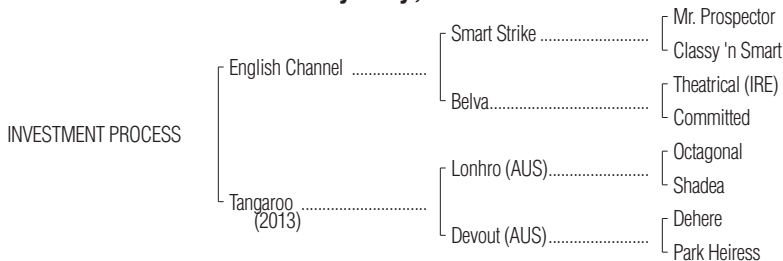 Mr. Prospector
Smart Strike ........................
Classy 'n Smart
English Channel ..................
Theatrical (IRE)
Belva.....................................
Committed
INVESTMENT PROCESS
Octagonal
Lonhro (AUS).......................
Shadea
Tangaroo ..............................
(2013)
Dehere
Devout (AUS).......................
Park Heiress